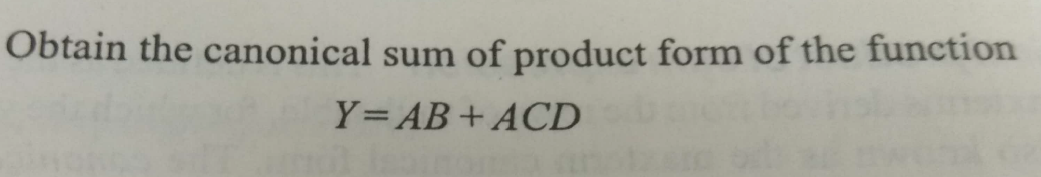 Obtain the canonical sum of product form of the function
Y = AB + ACD